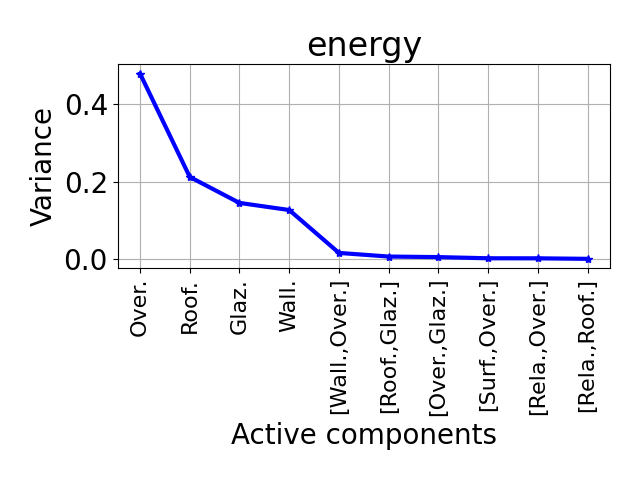 energy
Variance
0.4
0.2
0.0
Over.
Roof.
Glaz.
Wall.
[Wall.,Over.]
[Roof.,Glaz.]
[Over.,Glaz.]
[Surf.,Over.]
[Rela.,Over.]
[Rela.,Roof.]
Active components